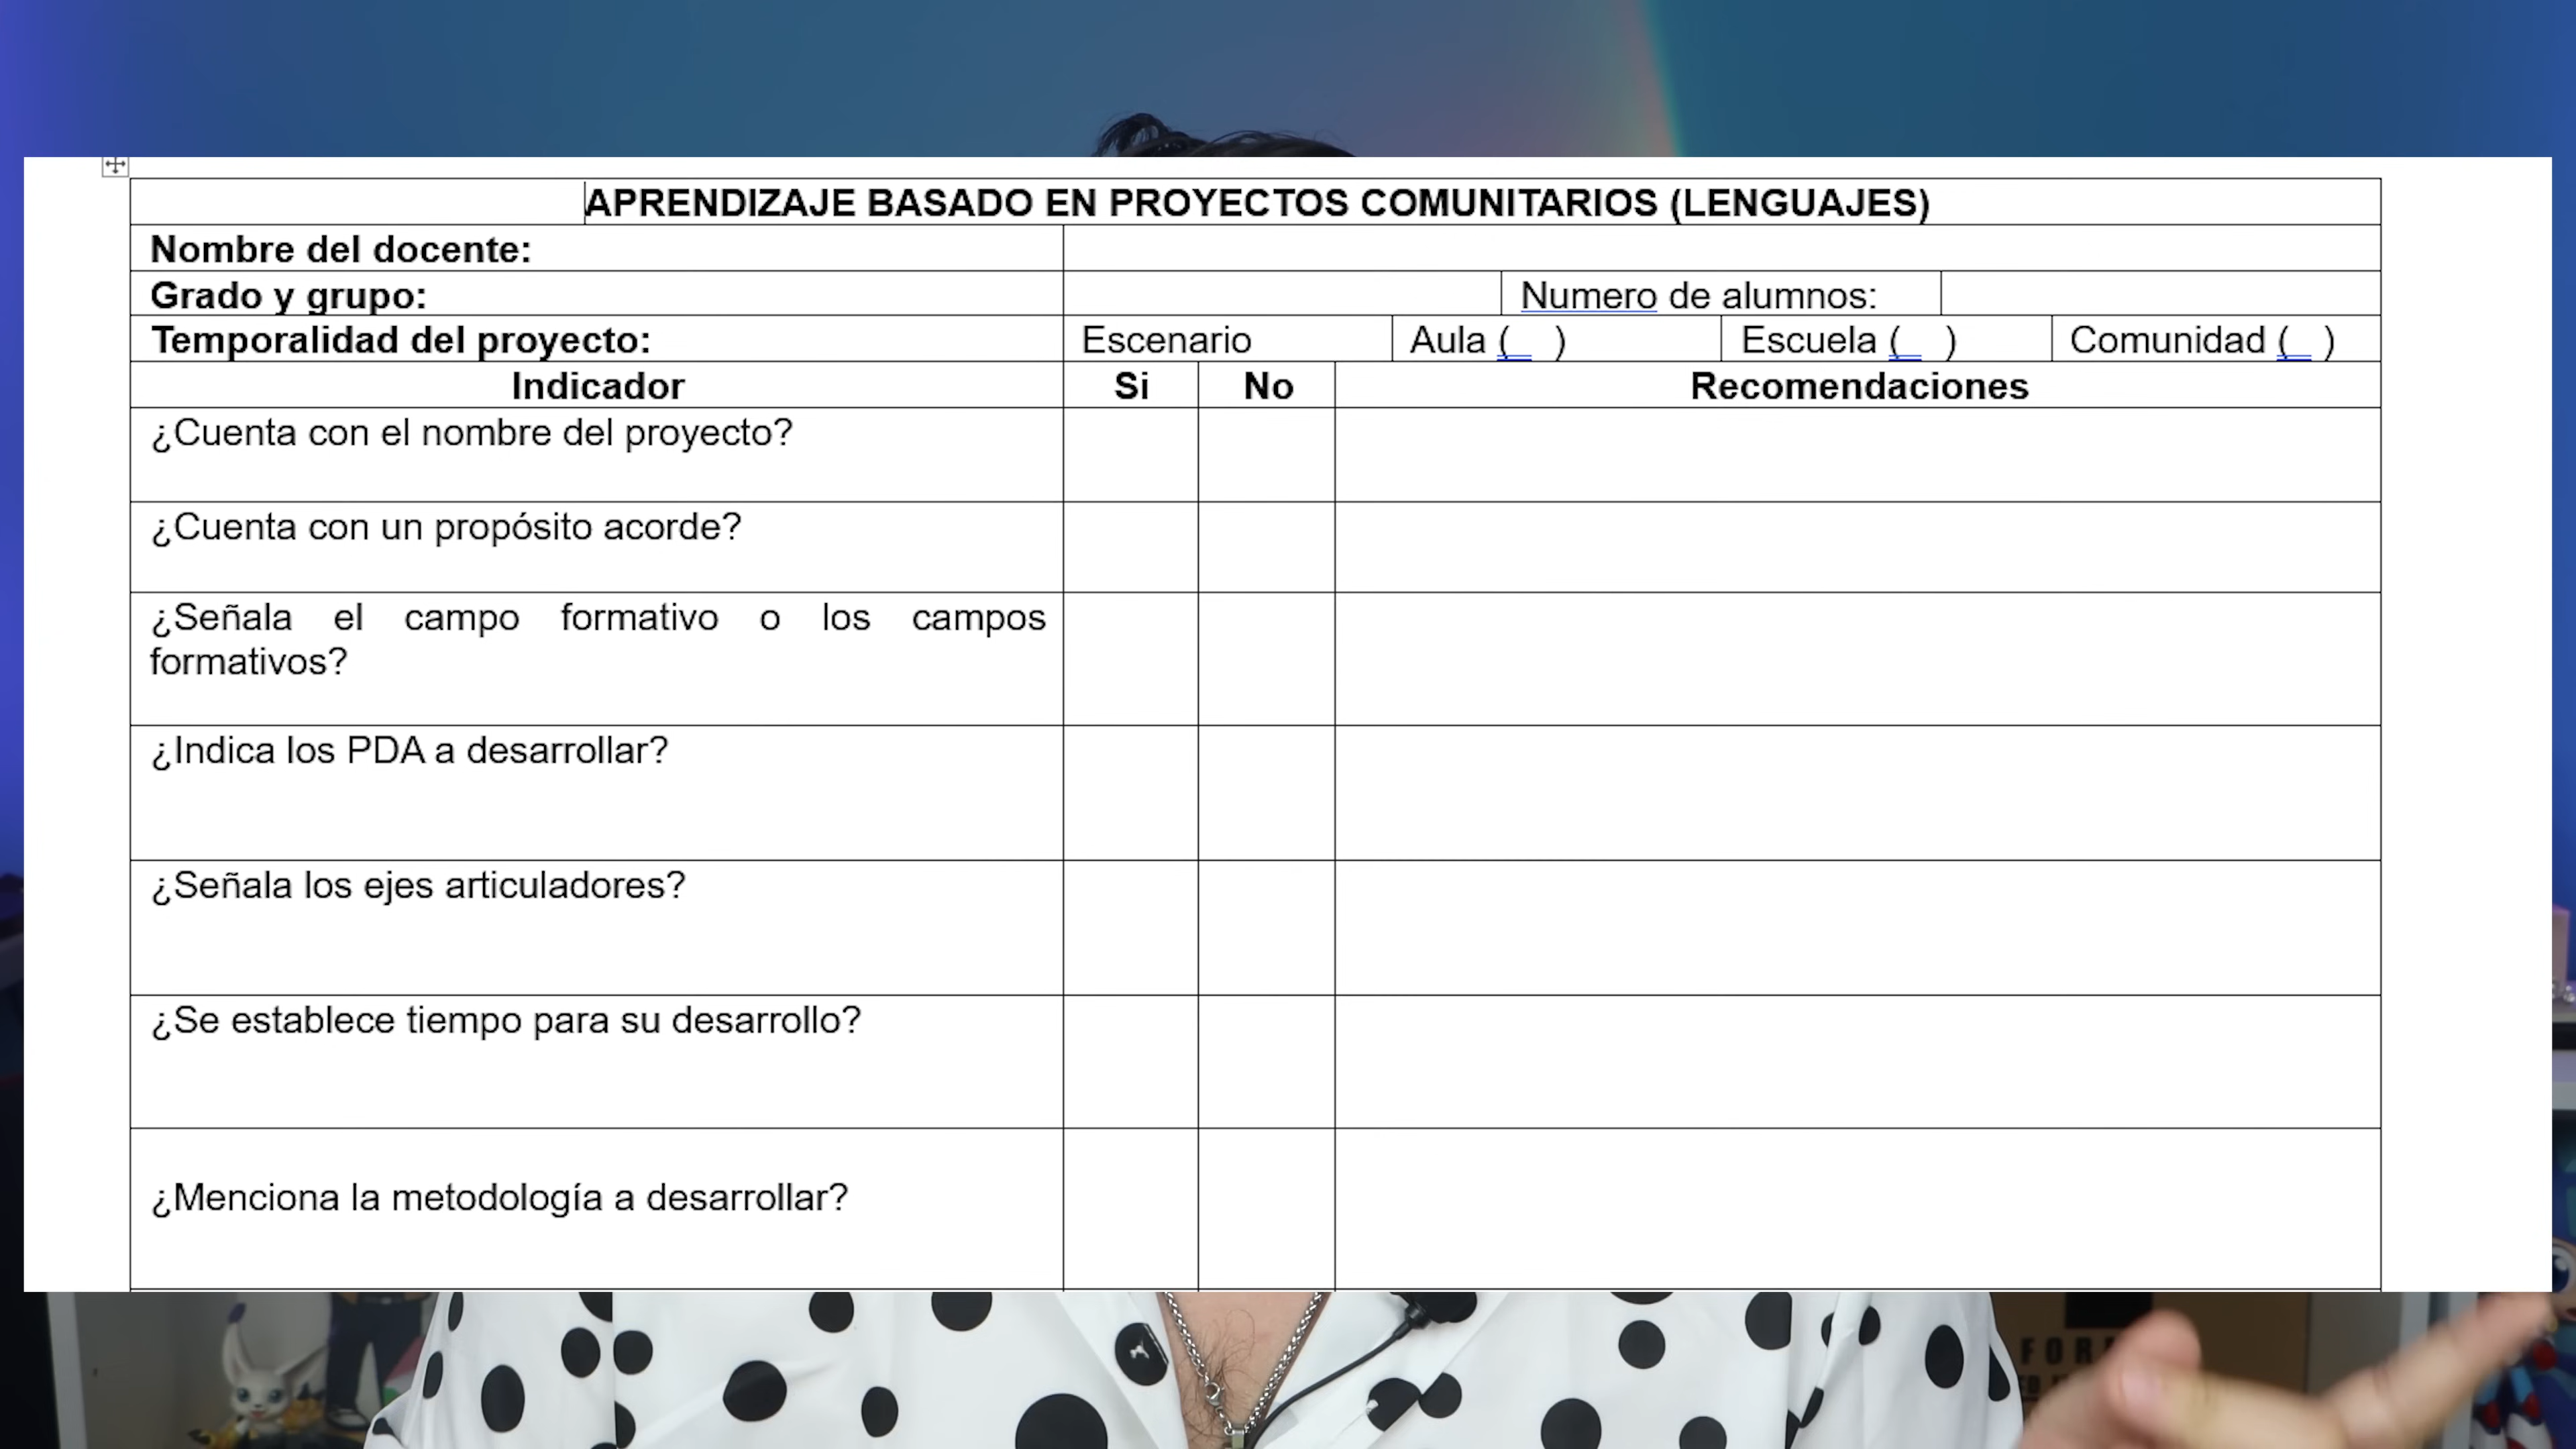 APRENDIZAJE BASADO EN PROYECTOS COMUNITARIOS (LENGUAJES)
Nombre del docente:
Grado y grupo: Numero de alumnos:
Temporalidad del proyecto: Escenario Aula (_ ) Escuela (_ ) Comunidad (_ )
Indicador Si No Recomendaciones
¿Cuenta con el nombre del proyecto?
¿Cuenta con un propósito acorde?
¿Señala el campo formativo o los campos
formativos?
¿Indica los PDA a desarrollar?
¿Señala los ejes articuladores?
¿Se establece tiempo para su desarrollo?
¿Menciona la metodología a desarrollar?